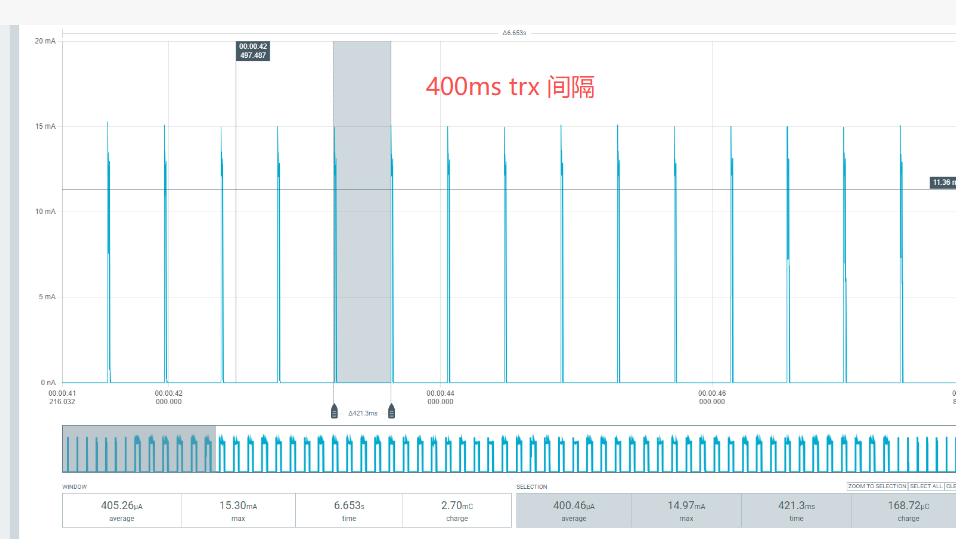 Δ6.653s
20 mA
00:00.42
497.487
400ms trx 间隔
15 mA
11.36 m
10 mA
5 mA
0 nA
00:00.41
216.032
00:00.42
000.000
00:00.44
000.000
00:00.46
000.000
Δ421.3ms
WINDOW
405.26μA
average
15.30mA
max
6.653s
time
2.70mC
charge
SELECTION
ZOOM TO SELECTION
SELECT ALL
CLE
400.46μA
average
14.97mA
max
421.3ms
time
168.72μC
charge